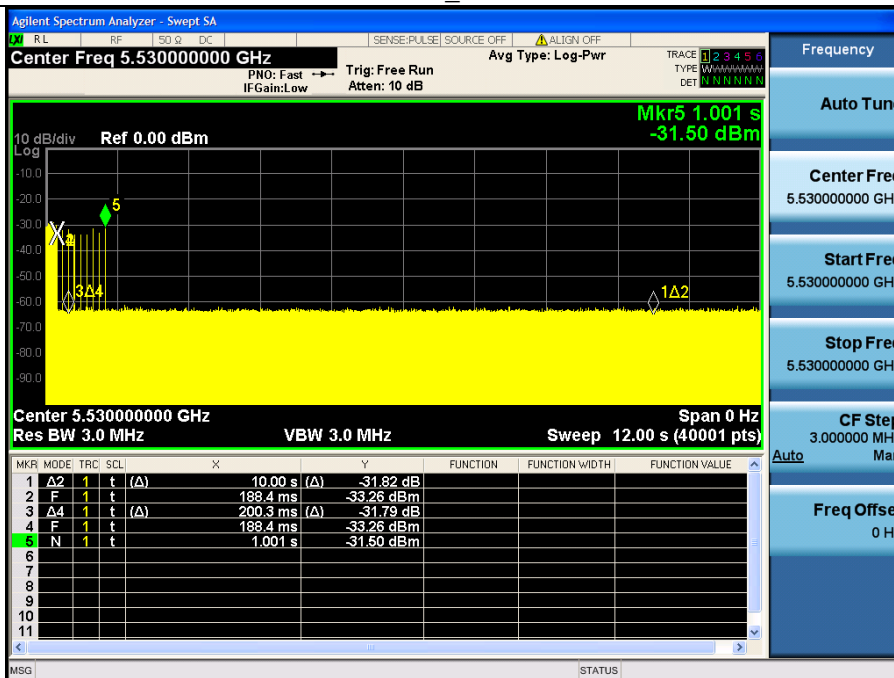 Agilent Spectrum Analyzer - Swept SA
LXI RL RF 50 Ω DC SENSE:PULSE SOURCE OFF ALIGN OFF
Center Freq 5.530000000 GHz
PNO: Fast
IFGain:Low
Trig: Free Run
Atten: 10 dB
Avg Type: Log-Pwr
TRACE 1 2 3 4 5 6
TYPE WWWWWW
DET N N N N N N
Mkr5 1.001 s
-31.50 dBm
10 dB/div Ref 0.00 dBm
Log
-10.0
-20.0
-30.0
-40.0
-50.0
-60.0
-70.0
-80.0
-90.0
5
3Δ4
1Δ2
Center 5.530000000 GHz Span 0 Hz
Res BW 3.0 MHz VBW 3.0 MHz Sweep 12.00 s (40001 pts)
MKR MODE TRC SCL X Y FUNCTION FUNCTION WIDTH FUNCTION VALUE
1 Δ2 1 t (Δ) 10.00 s (Δ) -31.82 dB
2 F 1 t 188.4 ms -33.26 dBm
3 Δ4 1 t (Δ) 200.3 ms (Δ) -31.79 dB
4 F 1 t 188.4 ms -33.26 dBm
5 N 1 t 1.001 s -31.50 dBm
6
7
8
9
10
11
MSG STATUS
Frequency
Auto Tun
Center Fre
5.530000000 GH
Start Fre
5.530000000 GH
Stop Fre
5.530000000 GH
CF Step
3.000000 MH
Auto Ma
Freq Offse
0 H